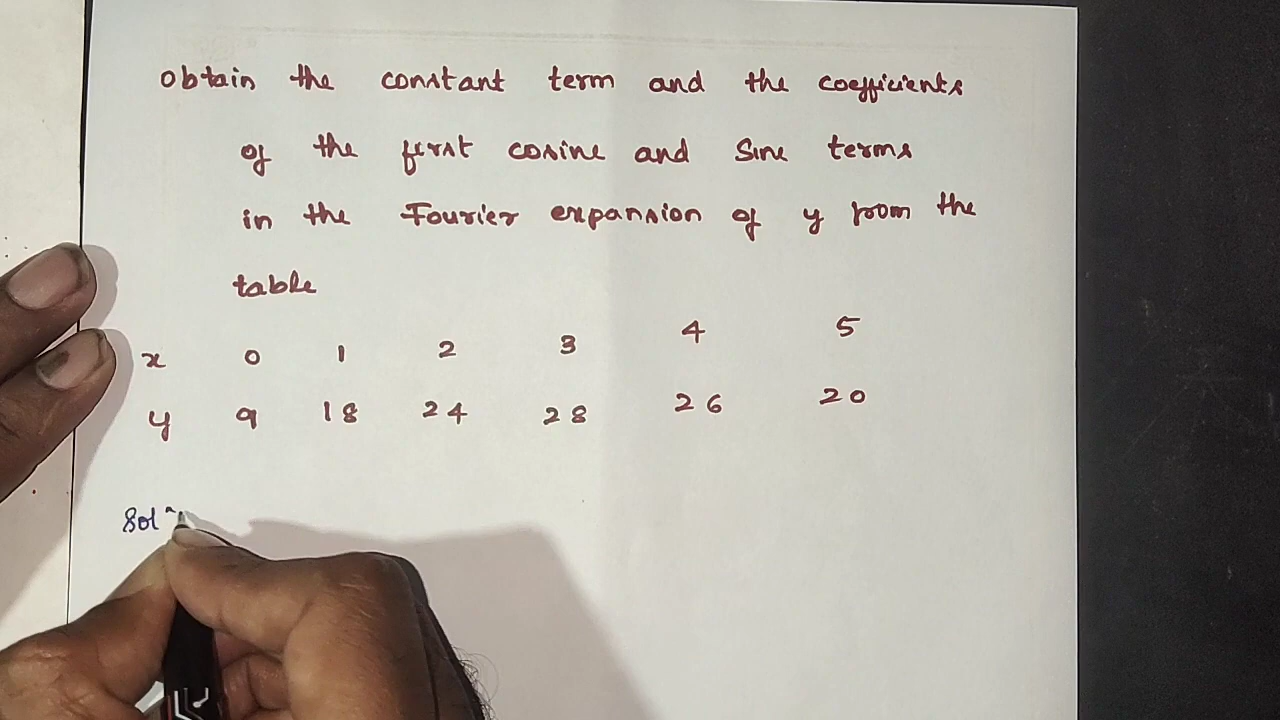 obtain the constant term and the coefficients
of the first cosine and Sine terms
in the Fourier expansion of y from the
table
x 0 1 2 3 4 5
y 9 18 24 28 26 20
Sol